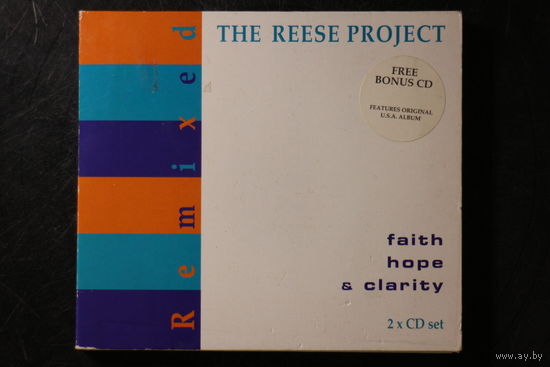 Remixed
THE REESE PROJECT
FREE
BONUS CD
FEATURES ORIGINAL
U.S.A. ALBUM
faith
hope
& clarity
2 x CD set
www.ay.by